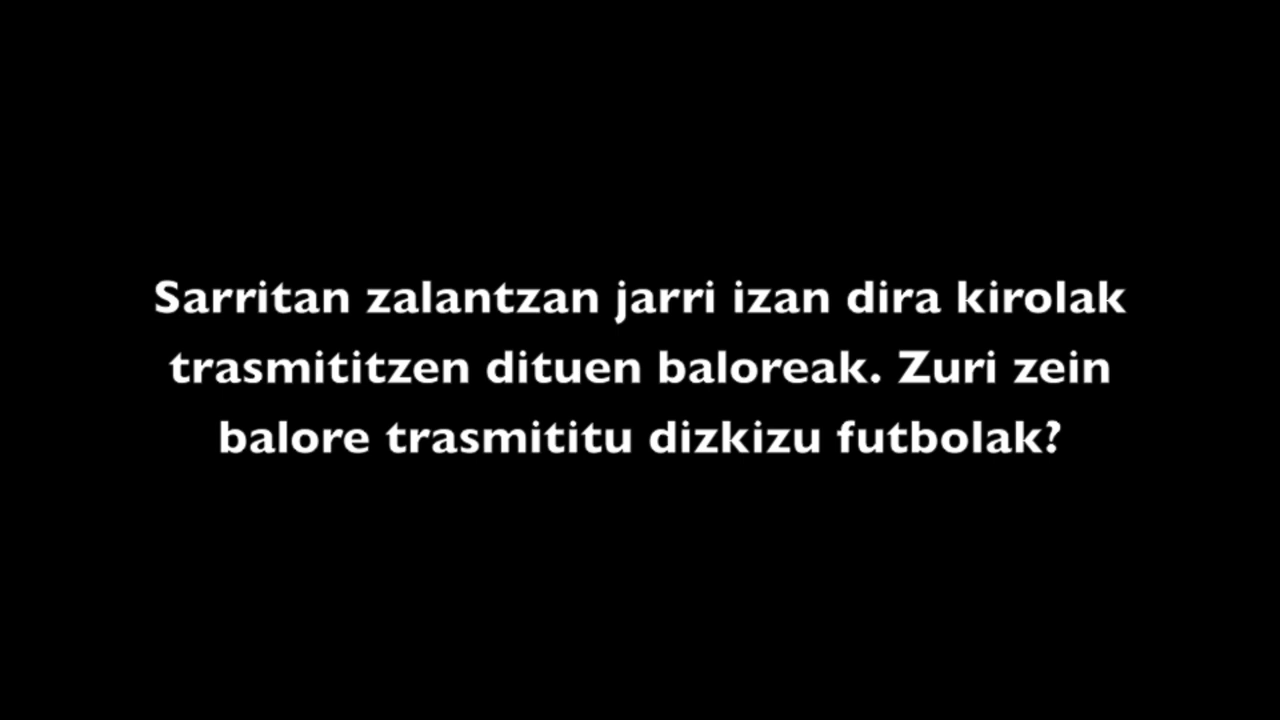 Sarritan zalantzan jarri izan dira kirolak
trasmititzen dituen baloreak. Zuri zein
balore trasmititu dizkizu futbolak?